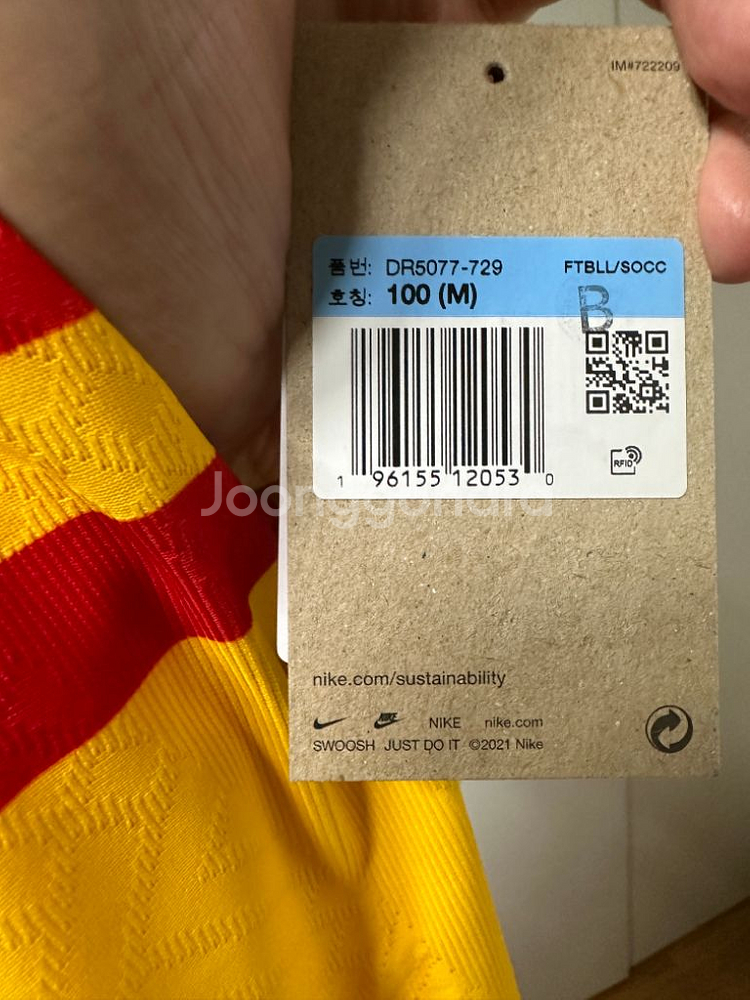 IM#722209
품번: DR5077-729
FTBLL/SOCC
호칭: 100 (M)
B
1 96155 12053 0
RFID
Joonggonara
nike.com/sustainability
NIKE nike.com
SWOOSH JUST DO IT ©2021 Nike